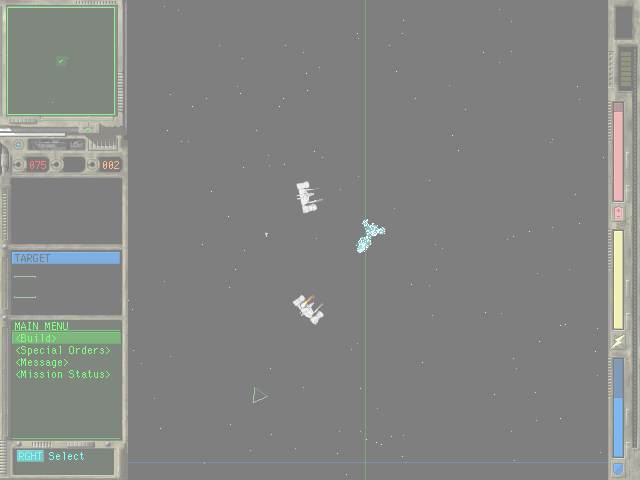 075 002
TARGET
MAIN MENU
<Build>
<Special Orders>
<Message>
<Mission Status>
RGHT Select